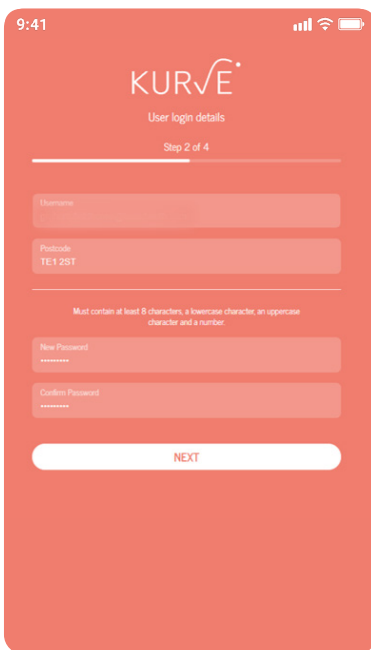 9:41
KURVE
User login details
Step 2 of 4
Username
Postcode
TE1 2ST
Must contain at least 8 characters, a lowercase character, an uppercase
character and a number.
New Password
•••••••••
Confirm Password
•••••••••
NEXT